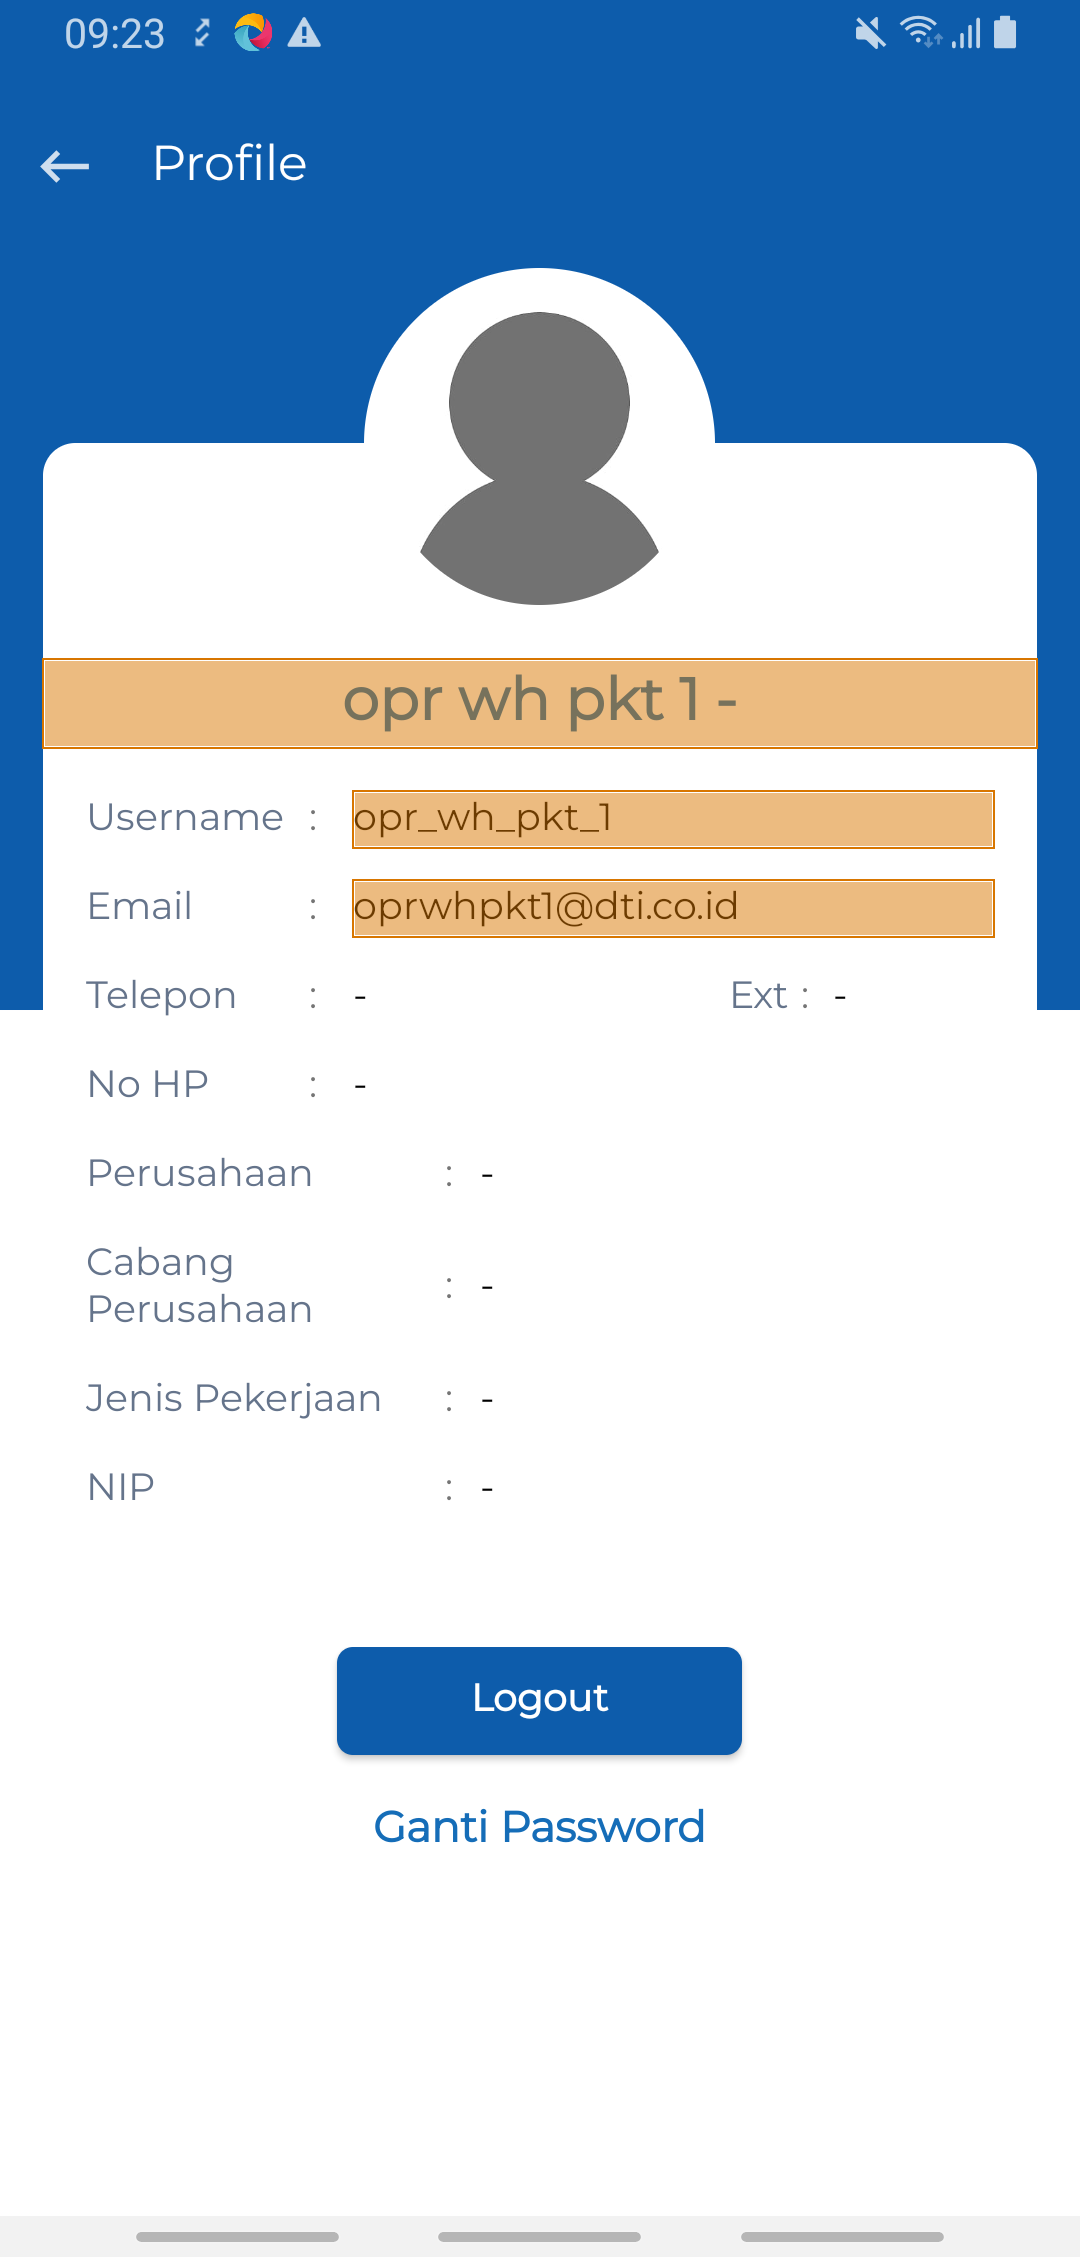 09:23
Profile
opr wh pkt 1 -
Username : opr_wh_pkt_1
Email : oprwhpkt1@dti.co.id
Telepon : - Ext : -
No HP : -
Perusahaan : -
Cabang
Perusahaan : -
Jenis Pekerjaan : -
NIP : -
Logout
Ganti Password